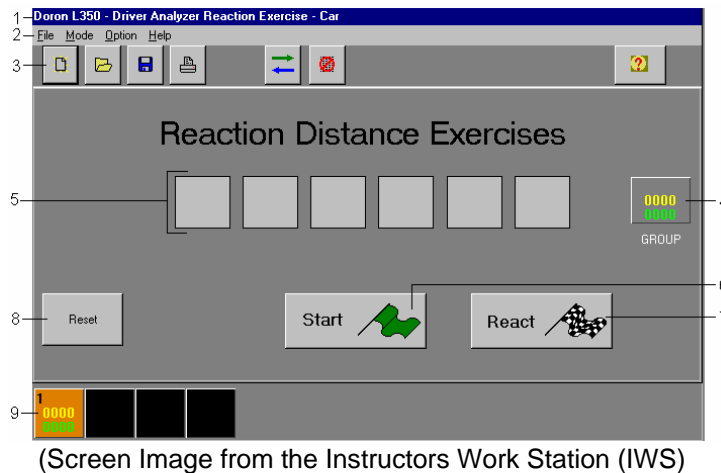 1 Doron L350 - Driver Analyzer Reaction Exercise - Car
2 File Mode Option Help
3 ?
Reaction Distance Exercises
5
0000
0000
GROUP
8 Reset Start React
1
9 0000
0000
(Screen Image from the Instructors Work Station (IWS)